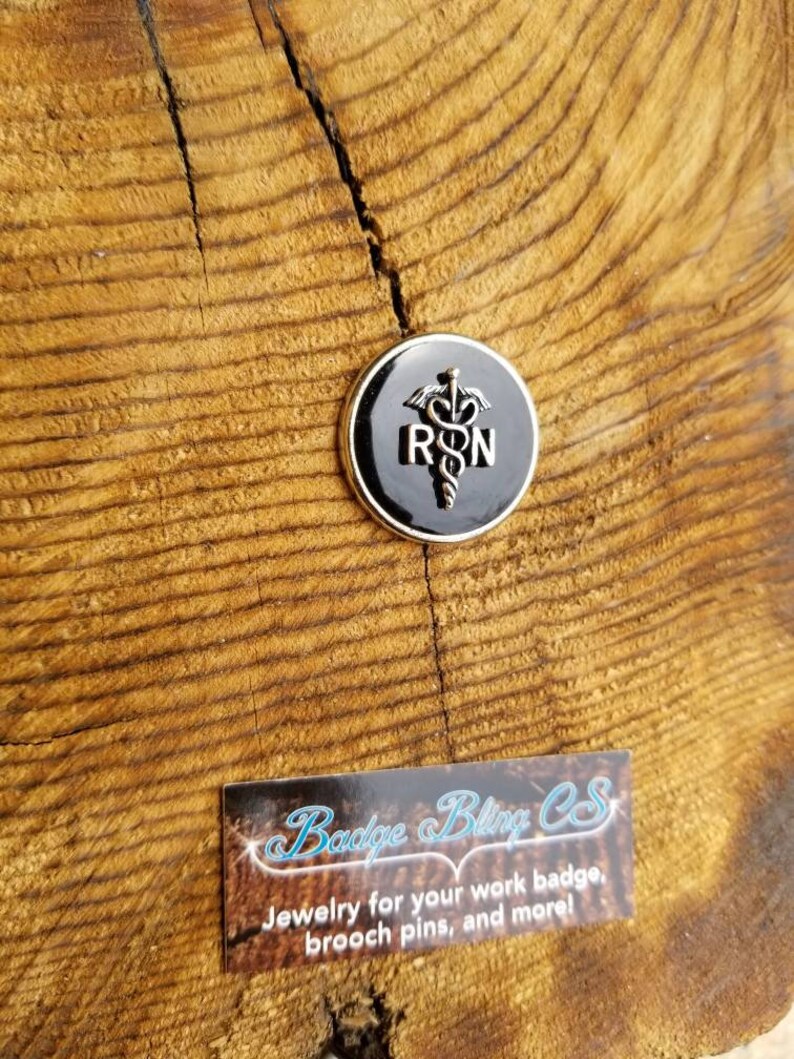 RN
Badge Bling CS
Jewelry for your work badge,
brooch pins, and more!